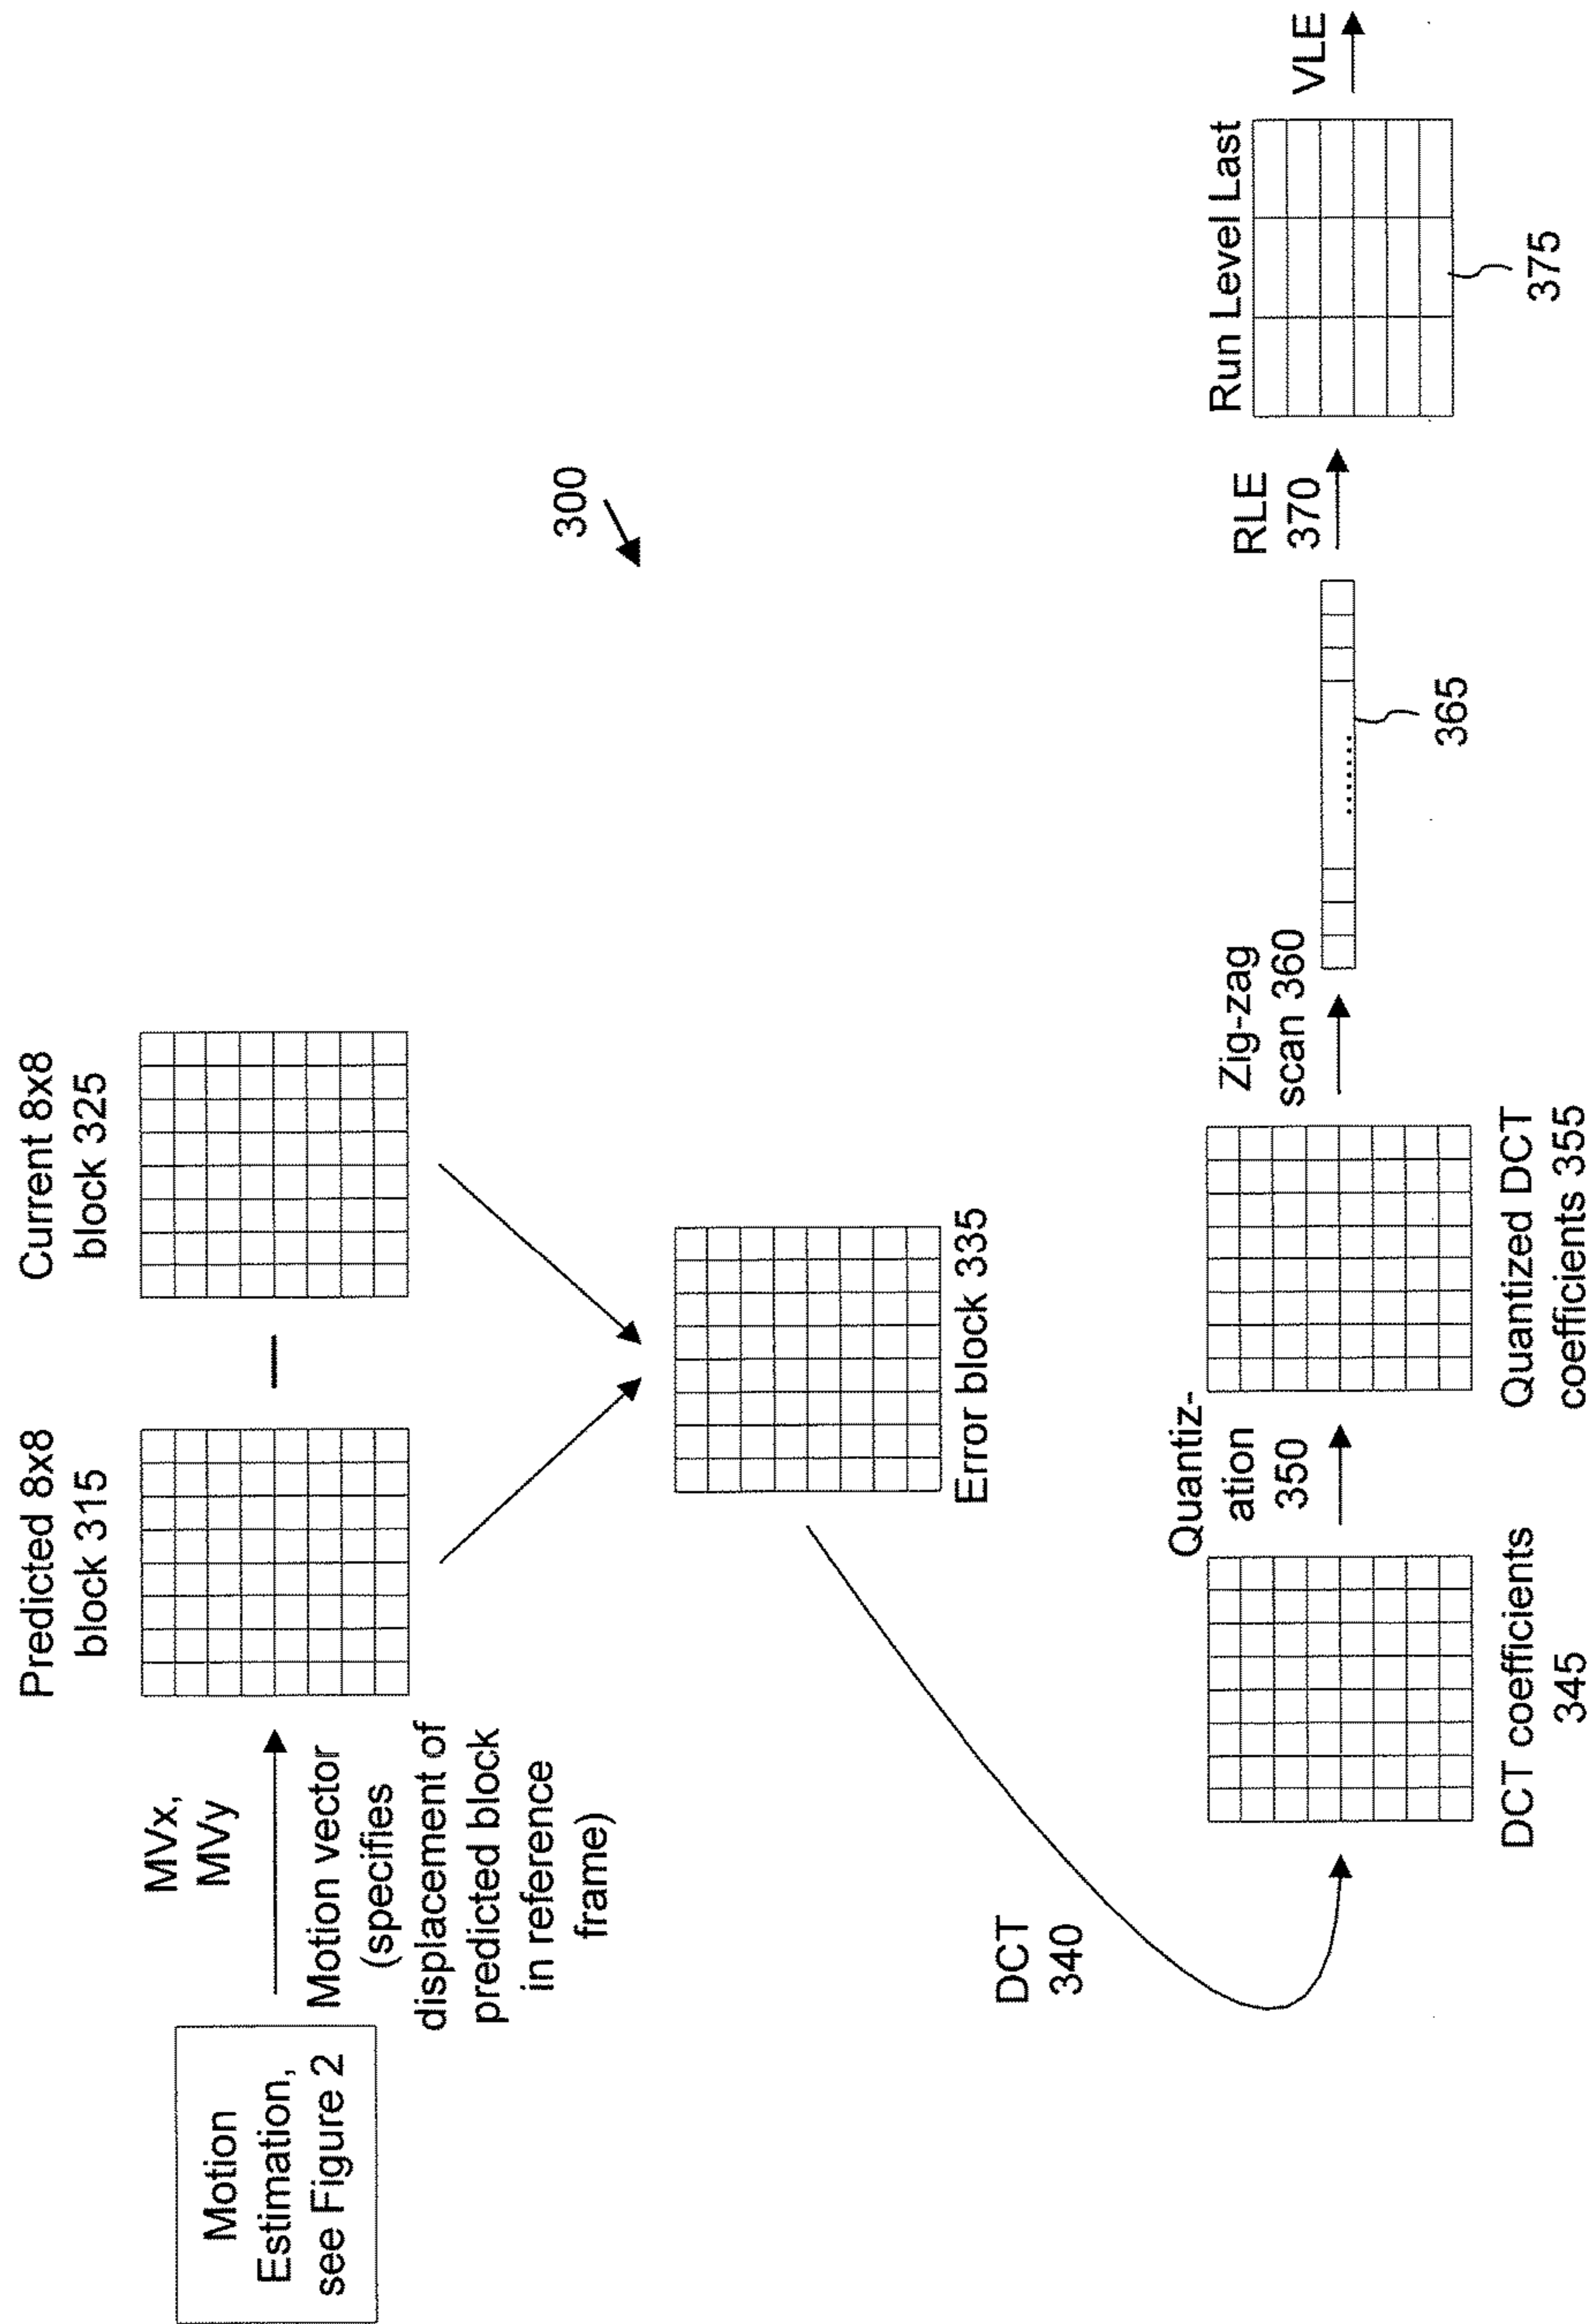 Motion
Estimation,
see Figure 2
MVx,
MVy
Motion vector
(specifies
displacement of
predicted block
in reference
frame)
Predicted 8x8
block 315
Current 8x8
block 325
300
Error block 335
DCT
340
DCT coefficients
345
Quantiz-
ation
350
Quantized DCT
coefficients 355
Zig-zag
scan 360
365
RLE
370
Run Level Last
375
VLE